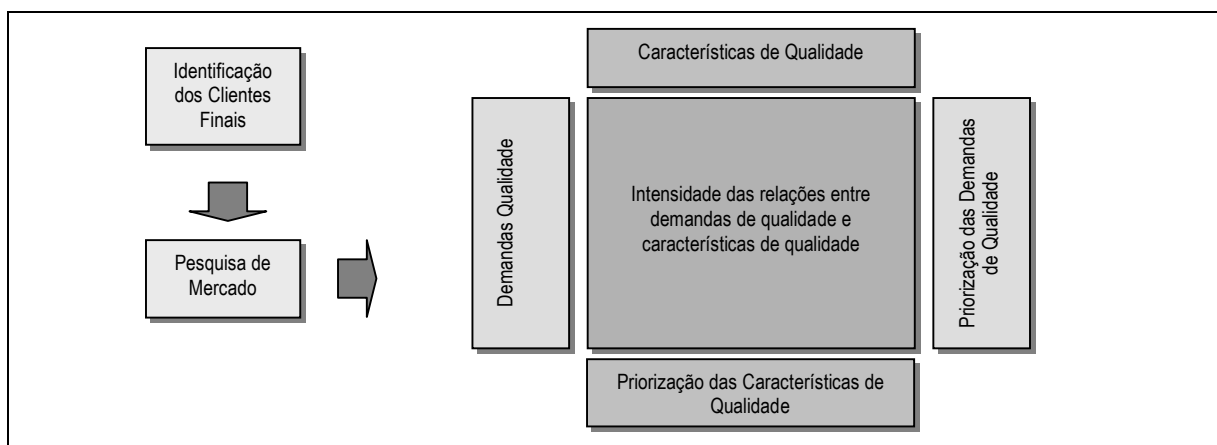 Identificação
dos Clientes
Finais
Pesquisa de
Mercado
Demandas Qualidade
Características de Qualidade
Intensidade das relações entre
demandas de qualidade e
características de qualidade
Priorização das Demandas
de Qualidade
Priorização das Características de
Qualidade